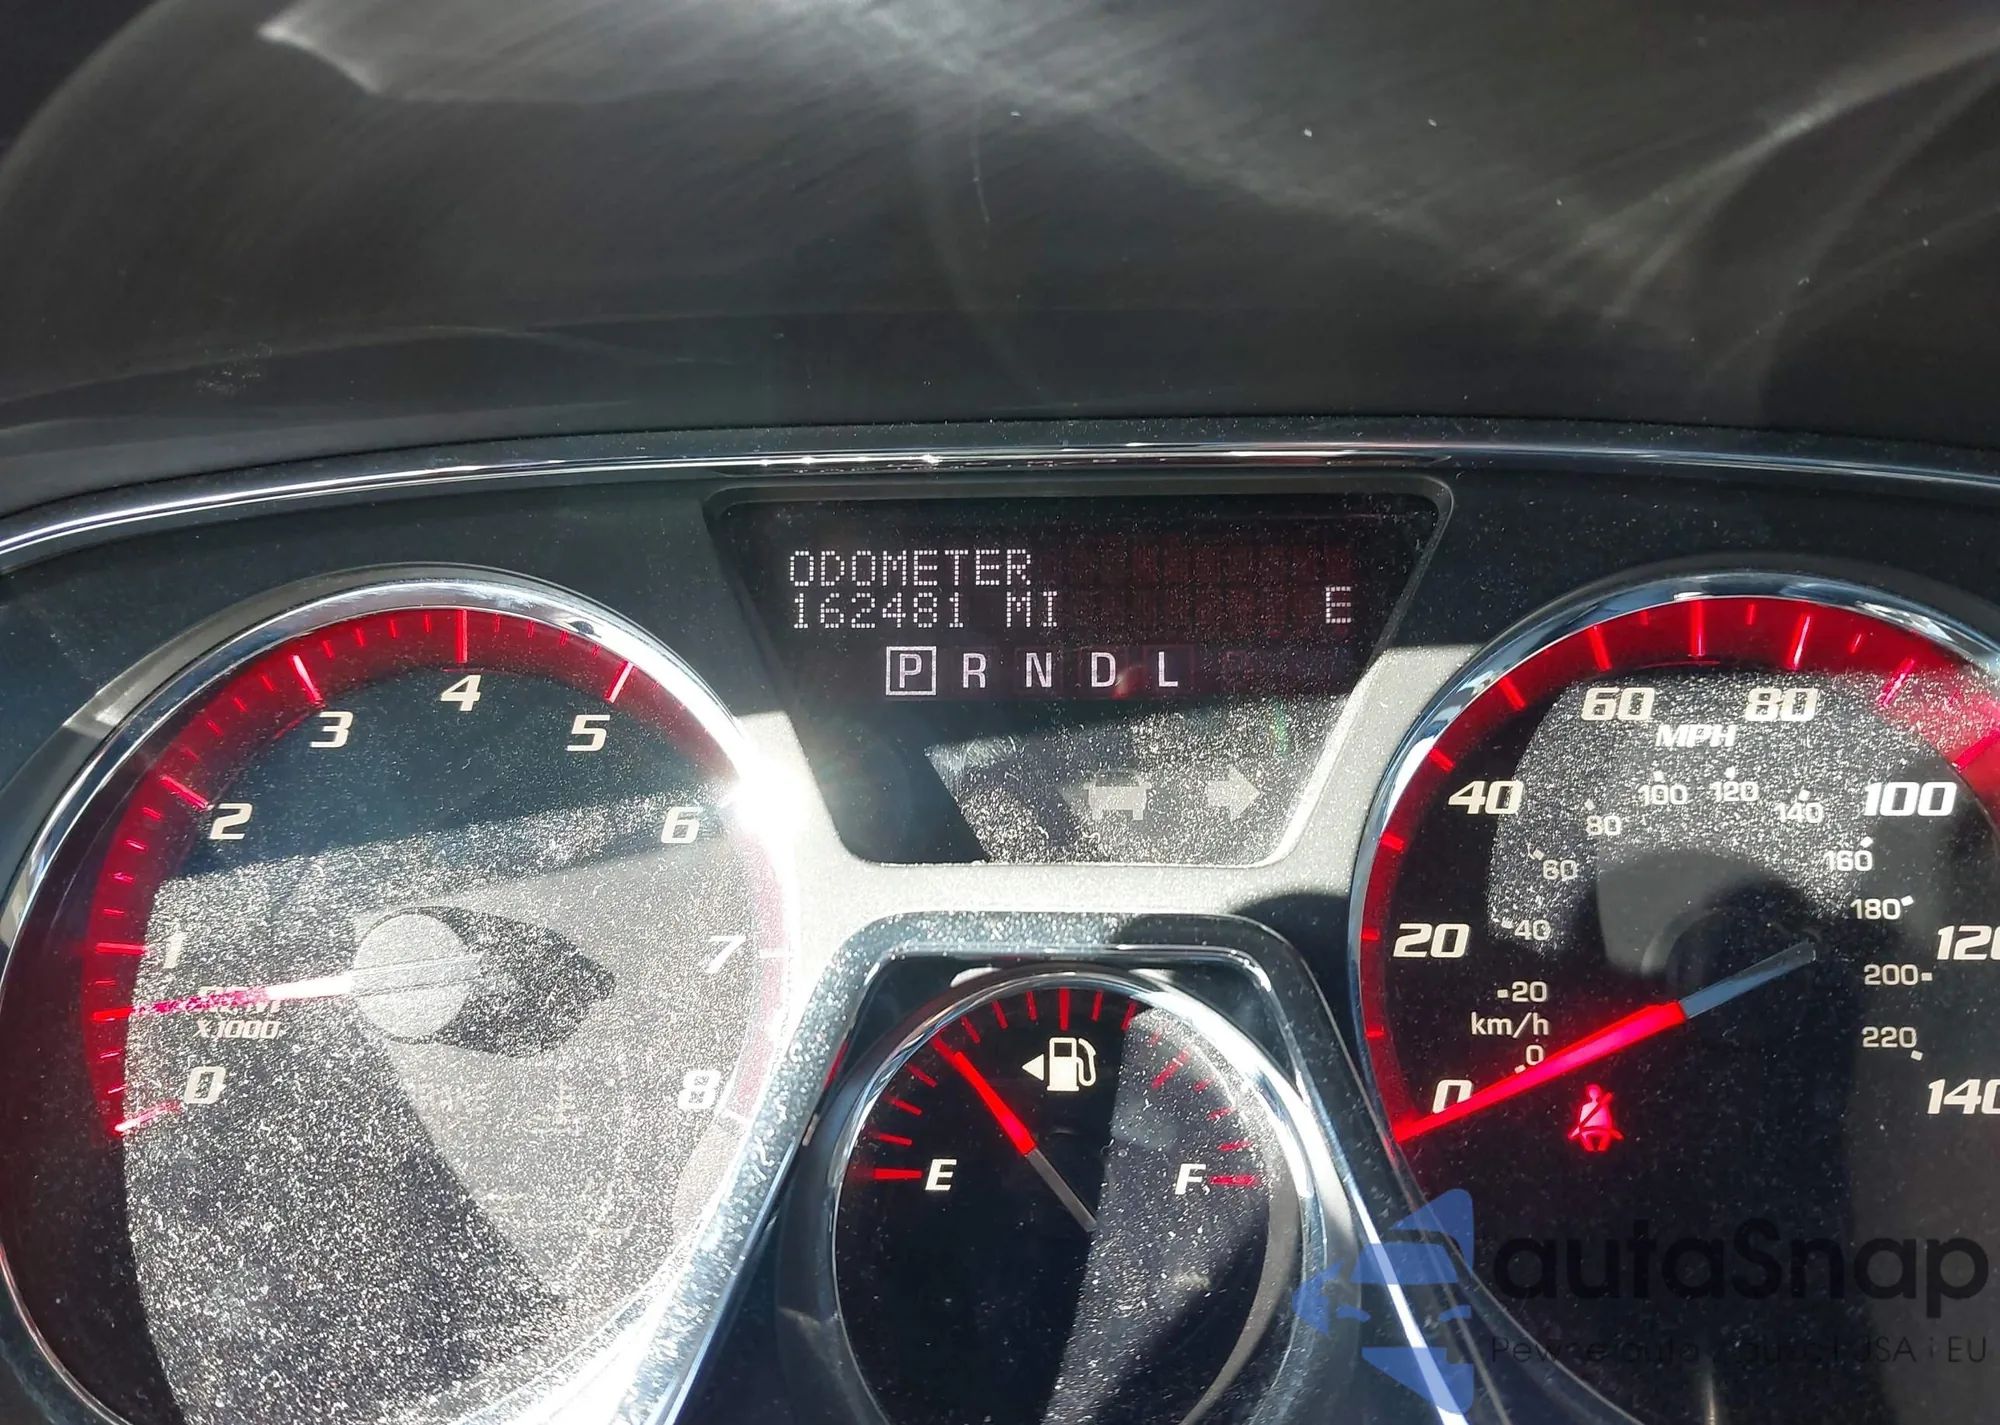 ODOMETER
162481 MI E
P R N D L
0 1 2 3 4 5 6 7 8
x1000
E F
0 20 40 60 80 100 120 140
MPH
0 20 40 60 80 100 120 140 160 180 200 220
km/h
autaSnap